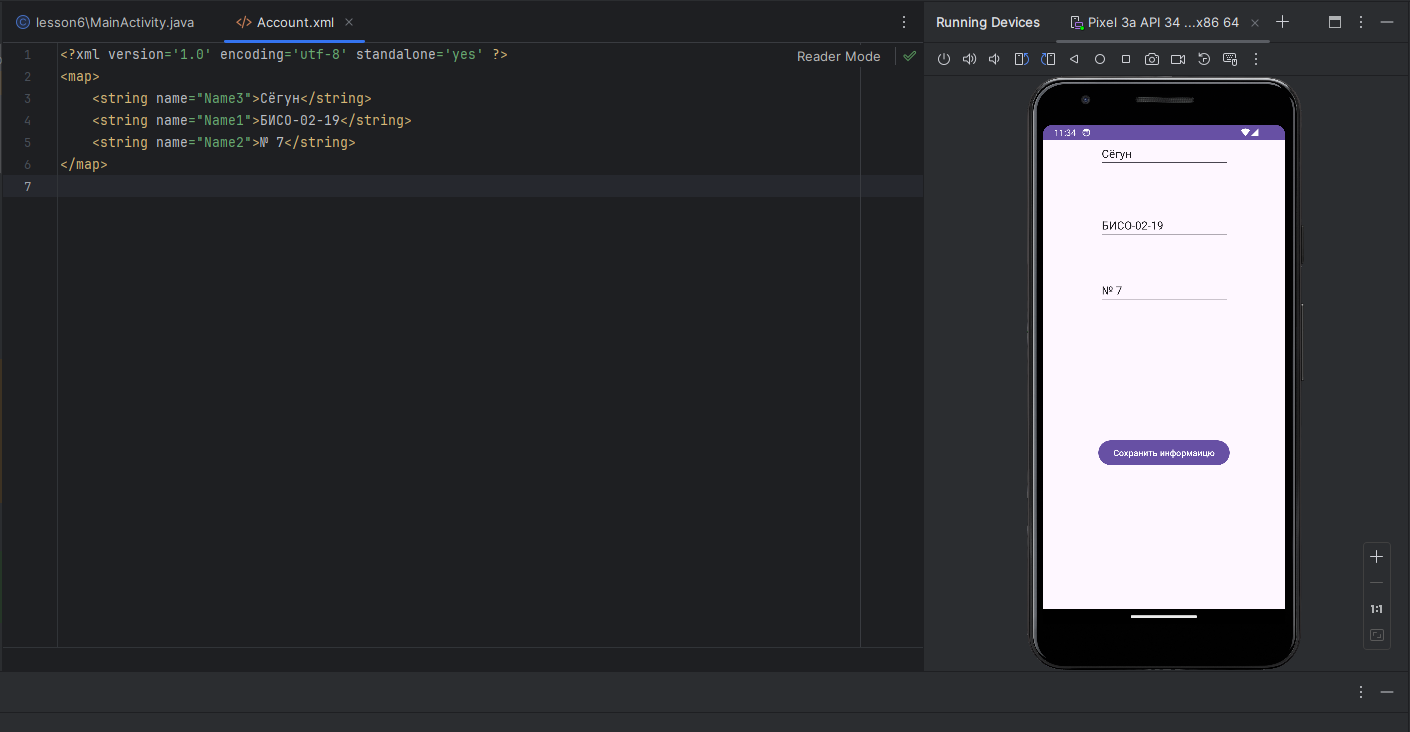 lesson6\MainActivity.java
Account.xml
Running Devices
Pixel 3a API 34 ...x86 64
Reader Mode
1 <?xml version='1.0' encoding='utf-8' standalone='yes' ?>
2 <map>
3 <string name="Name3">Сёгун</string>
4 <string name="Name1">БИСО-02-19</string>
5 <string name="Name2">№ 7</string>
6 </map>
7
11:34
Сёгун
БИСО-02-19
№ 7
Сохранить информаицю
1:1